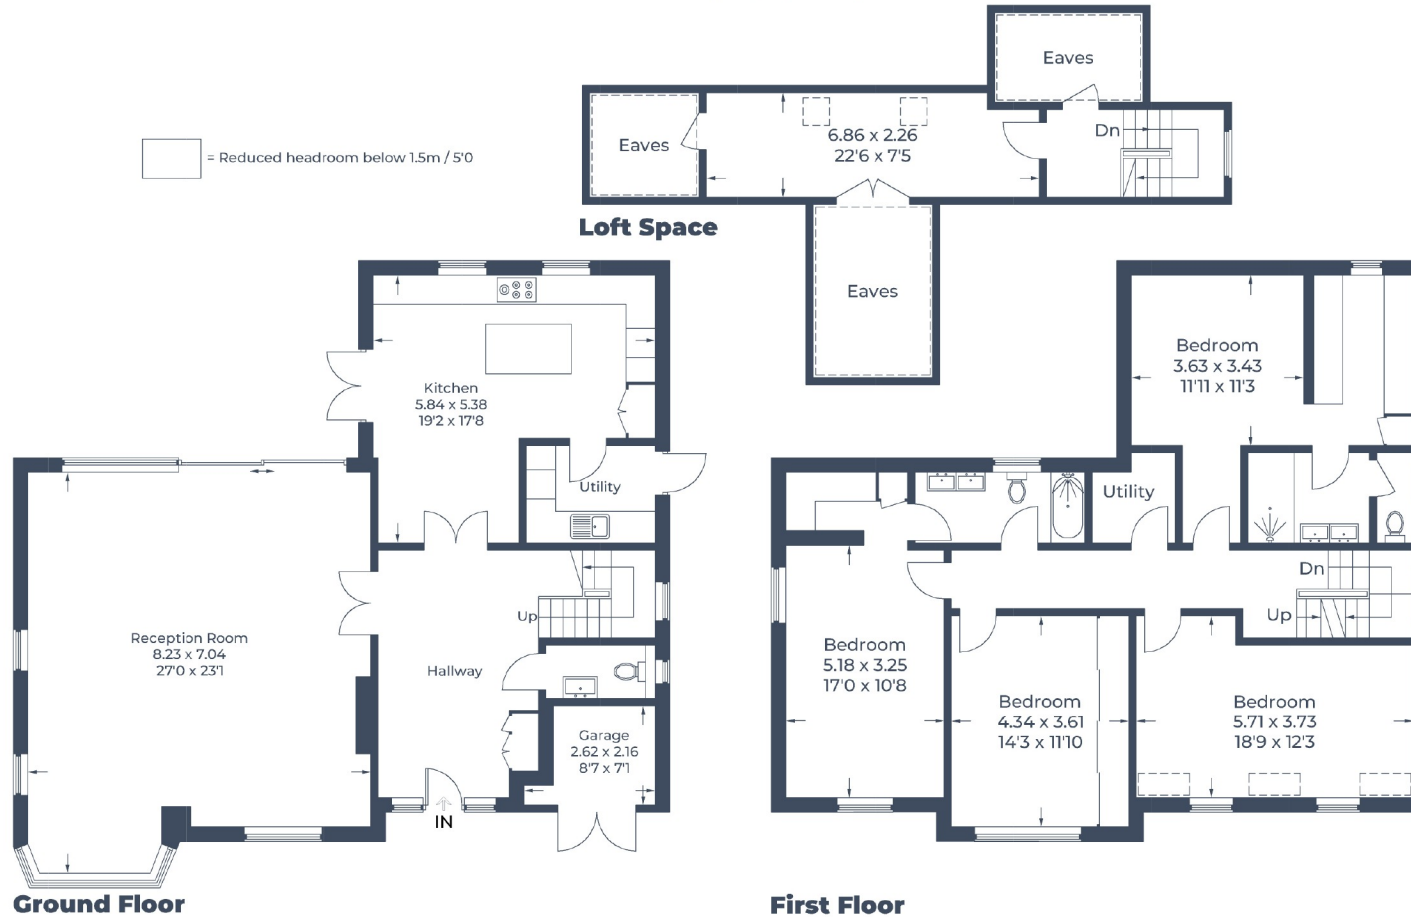 Eaves
Eaves
6.86 x 2.26
22'6 x 7'5
Dn
= Reduced headroom below 1.5m / 5'0
Loft Space
Eaves
Kitchen
5.84 x 5.38
19'2 x 17'8
Utility
Up
Reception Room
8.23 x 7.04
27'0 x 23'1
Hallway
Garage
2.62 x 2.16
8'7 x 7'1
IN
Ground Floor
Bedroom
3.63 x 3.43
11'11 x 11'3
Utility
Dn
Up
Bedroom
5.18 x 3.25
17'0 x 10'8
Bedroom
4.34 x 3.61
14'3 x 11'10
Bedroom
5.71 x 3.73
18'9 x 12'3
First Floor